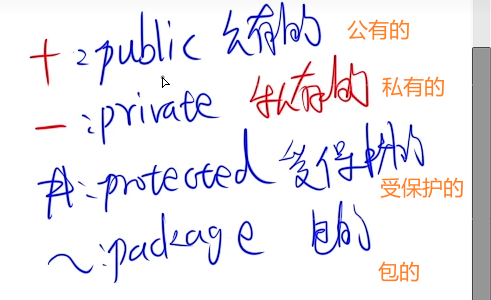 +：public 公有的 公有的
-：private 私有的 私有的
#：protected 受保护的 受保护的
~：package 包的 包的